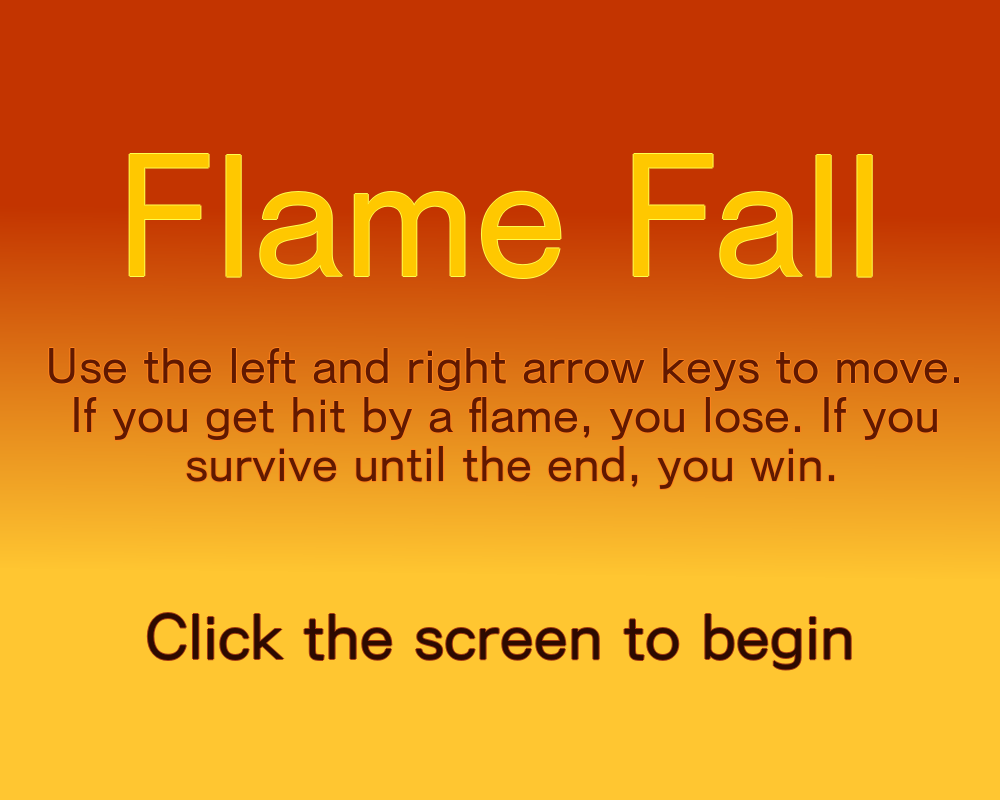 Flame Fall
Use the left and right arrow keys to move.
If you get hit by a flame, you lose. If you
survive until the end, you win.
Click the screen to begin